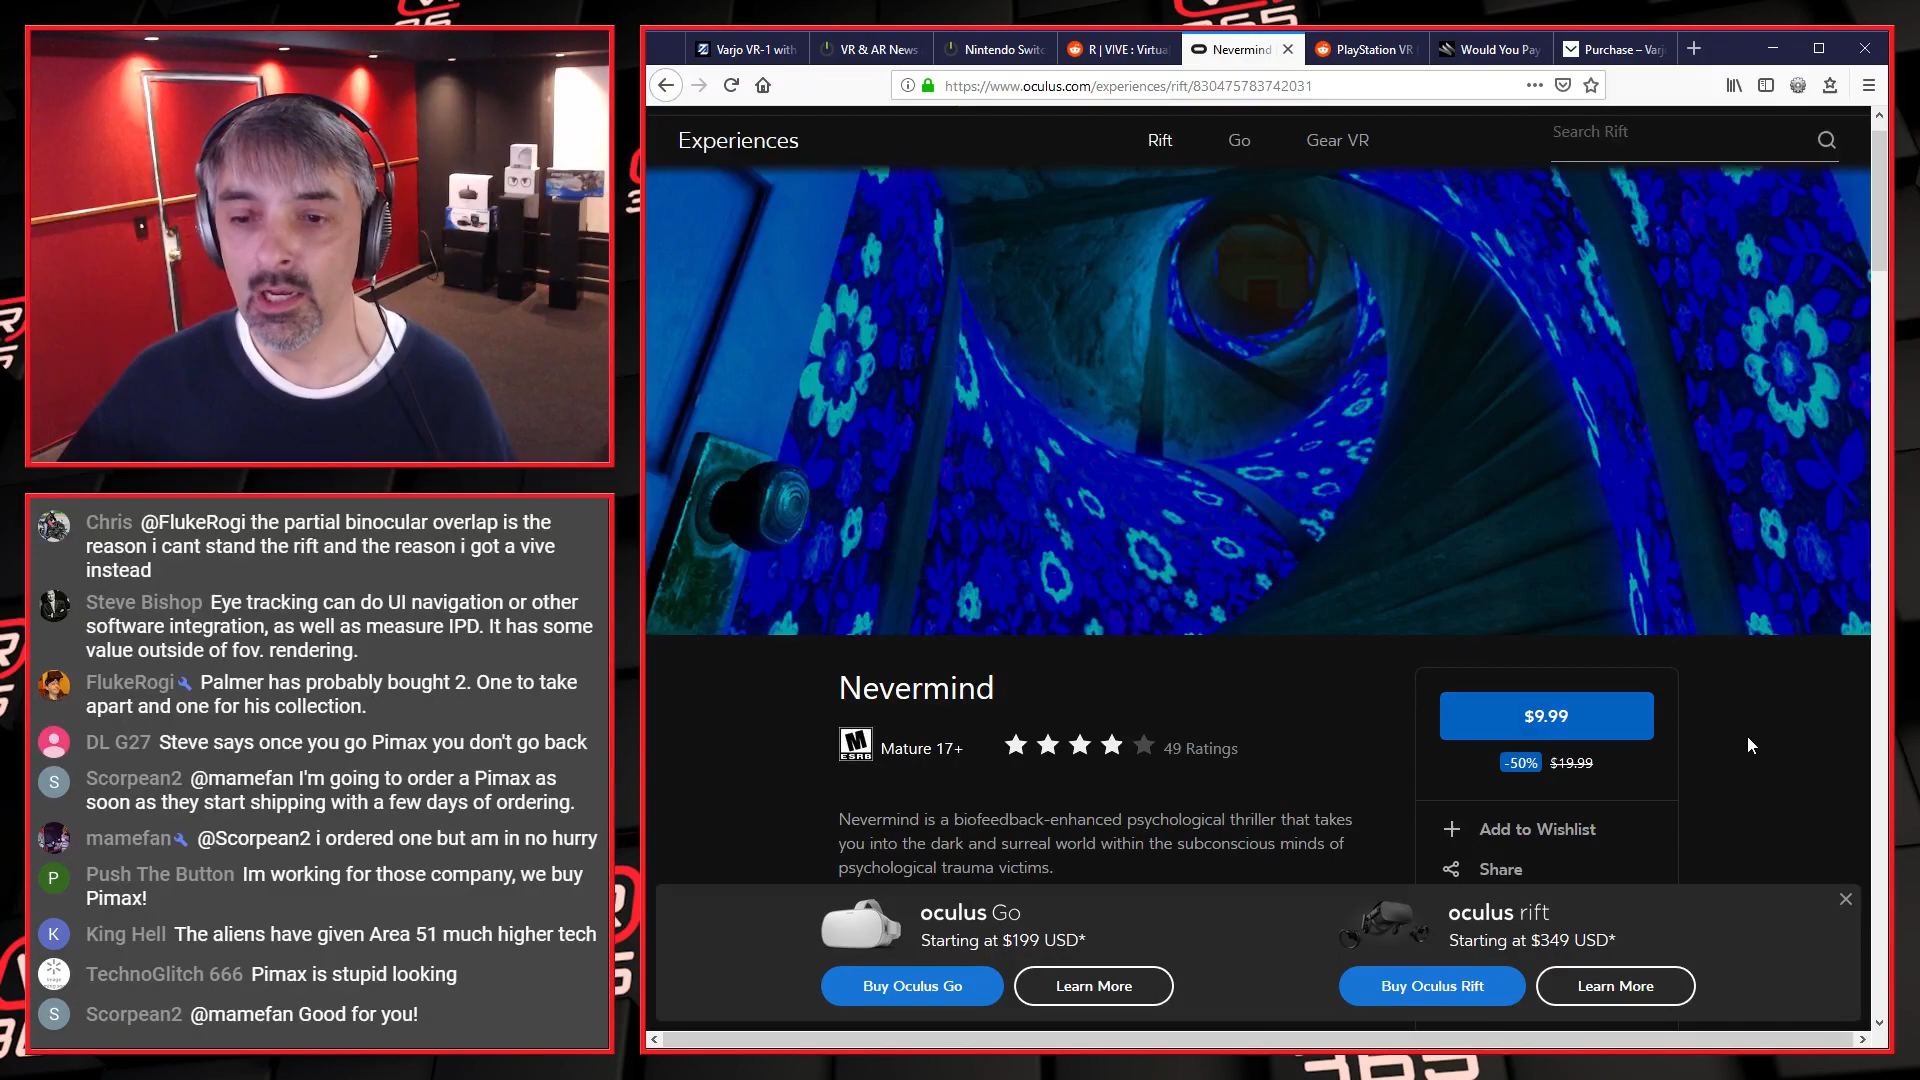 Varjo VR-1 with
VR & AR News
Nintendo Switc
R | VIVE : Virtua
Nevermind
PlayStation VR
Would You Pay
Purchase – Varj
https://www.oculus.com/experiences/rift/830475783742031
Experiences
Rift
Go
Gear VR
Search Rift
Chris @FlukeRogi the partial binocular overlap is the
reason i cant stand the rift and the reason i got a vive
instead
Steve Bishop Eye tracking can do UI navigation or other
software integration, as well as measure IPD. It has some
value outside of fov. rendering.
FlukeRogi Palmer has probably bought 2. One to take
apart and one for his collection.
DL G27 Steve says once you go Pimax you don't go back
S Scorpean2 @mamefan I'm going to order a Pimax as
soon as they start shipping with a few days of ordering.
mamefan @Scorpean2 i ordered one but am in no hurry
P Push The Button Im working for those company, we buy
Pimax!
K King Hell The aliens have given Area 51 much higher tech
TechnoGlitch 666 Pimax is stupid looking
S Scorpean2 @mamefan Good for you!
Nevermind
M
ESRB
Mature 17+
49 Ratings
$9.99
-50% $19.99
Nevermind is a biofeedback-enhanced psychological thriller that takes
you into the dark and surreal world within the subconscious minds of
psychological trauma victims.
Add to Wishlist
Share
oculus Go
Starting at $199 USD*
Buy Oculus Go
Learn More
oculus rift
Starting at $349 USD*
Buy Oculus Rift
Learn More
365